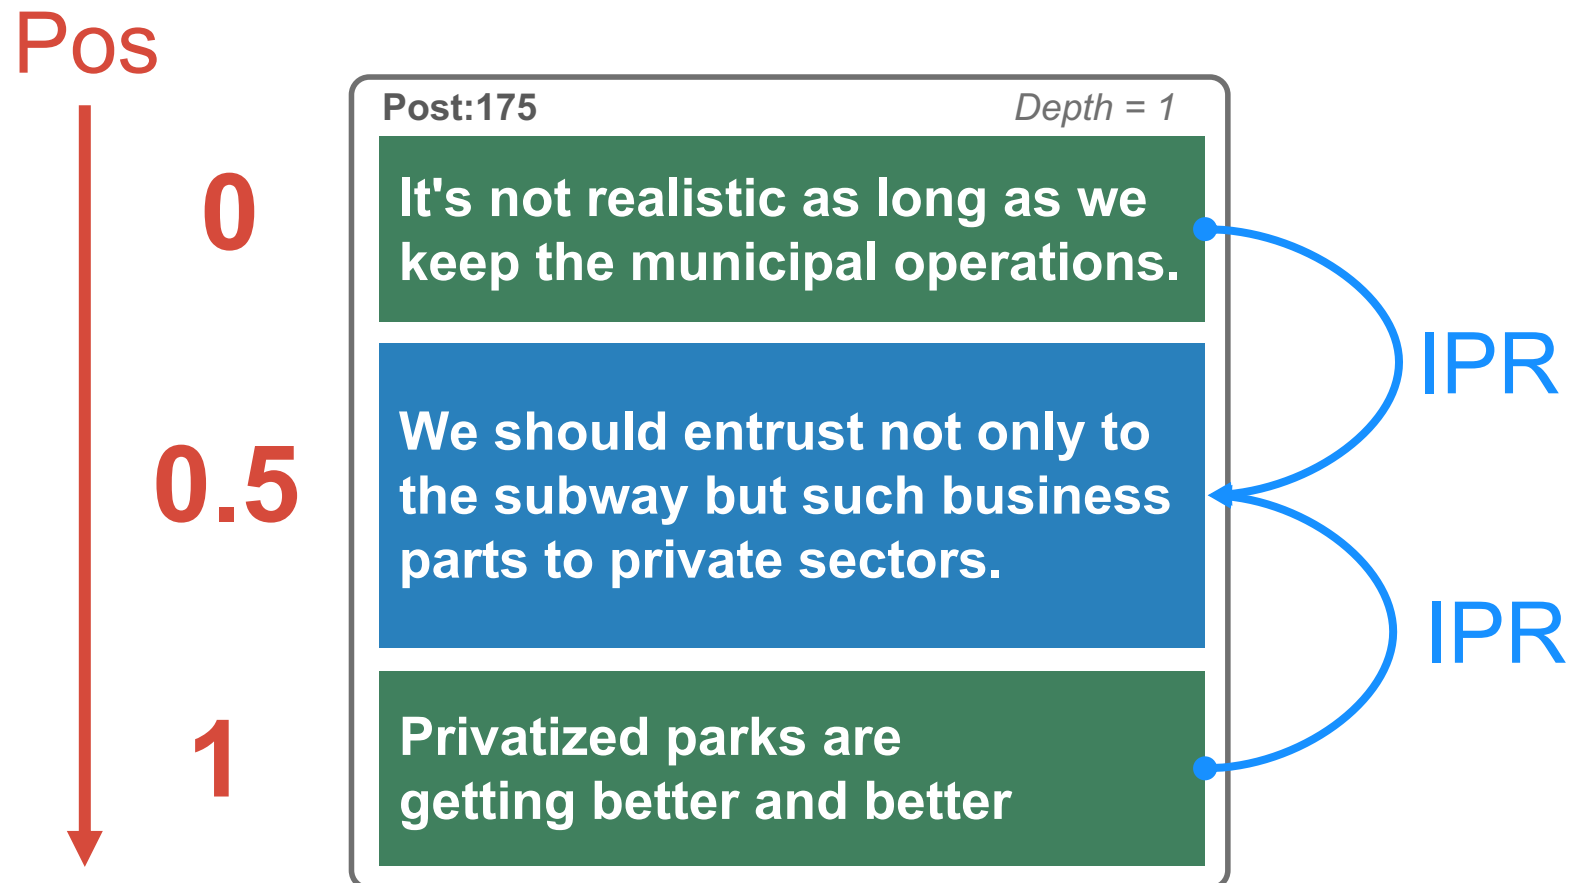 Pos
Post:175
Depth = 1
0
It's not realistic as long as we
keep the municipal operations.
IPR
0.5
We should entrust not only to
the subway but such business
parts to private sectors.
IPR
1
Privatized parks are
getting better and better